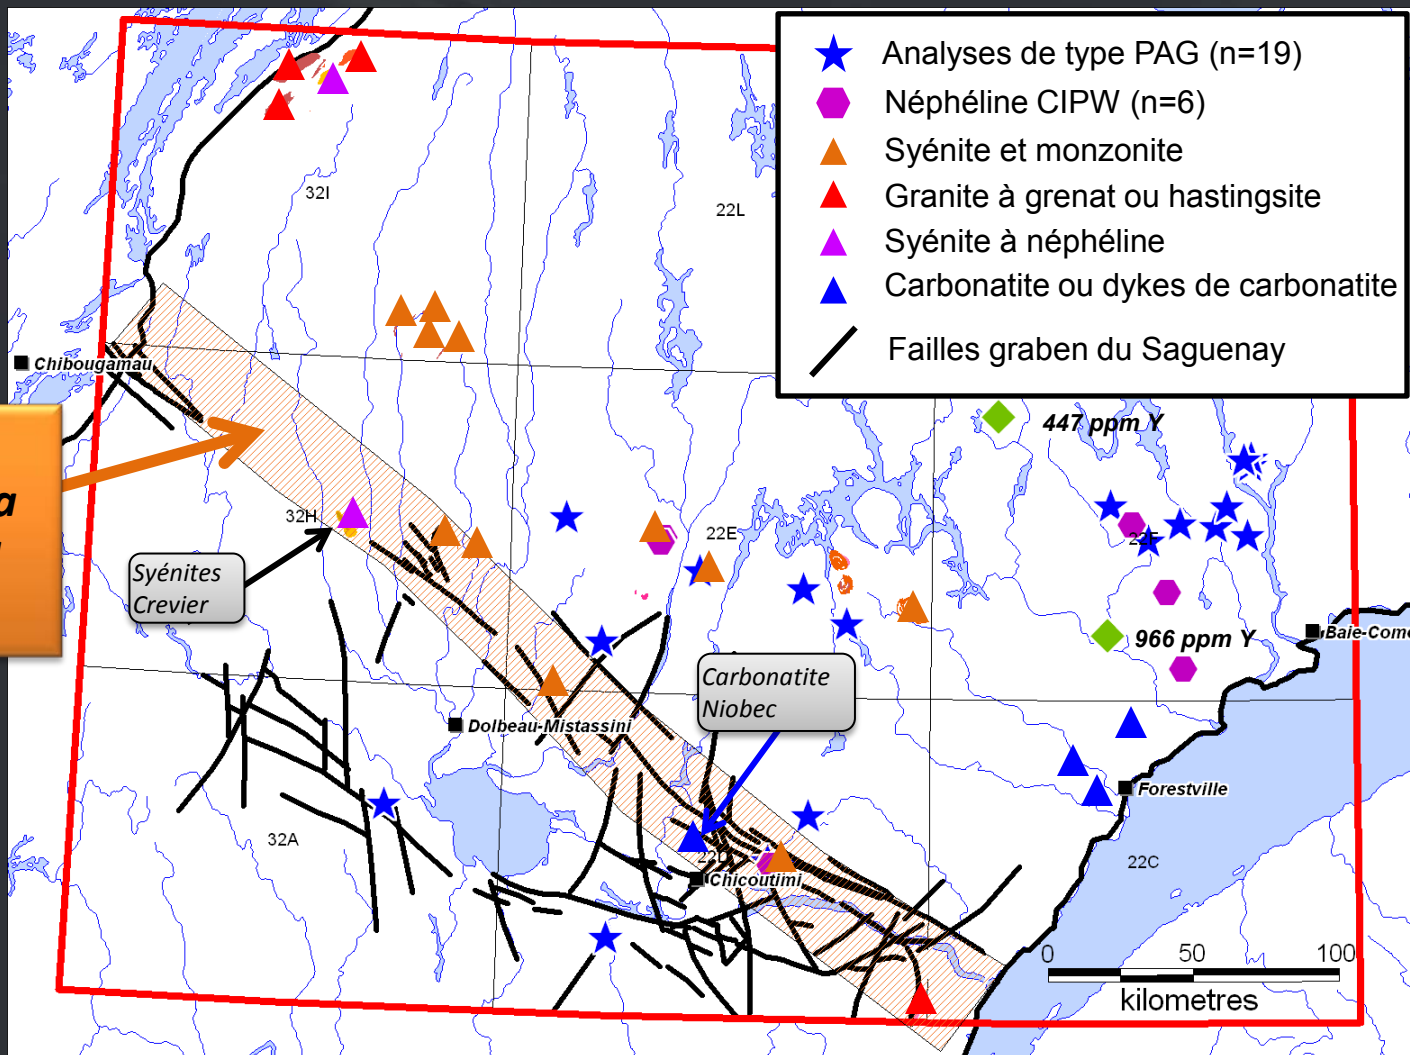 Analyses de type PAG (n=19)
Néphéline CIPW (n=6)
Syénite et monzonite
Granite à grenat ou hastingsite
Syénite à néphéline
Carbonatite ou dykes de carbonatite
Failles graben du Saguenay
32I
22L
Chibougamau
447 ppm Y
a
32H
22E
Syénites
Crevier
966 ppm Y
Baie-Come
Carbonatite
Niobec
Dolbeau-Mistassini
Forestville
32A
22C
Chicoutimi
0 50 100
kilometres